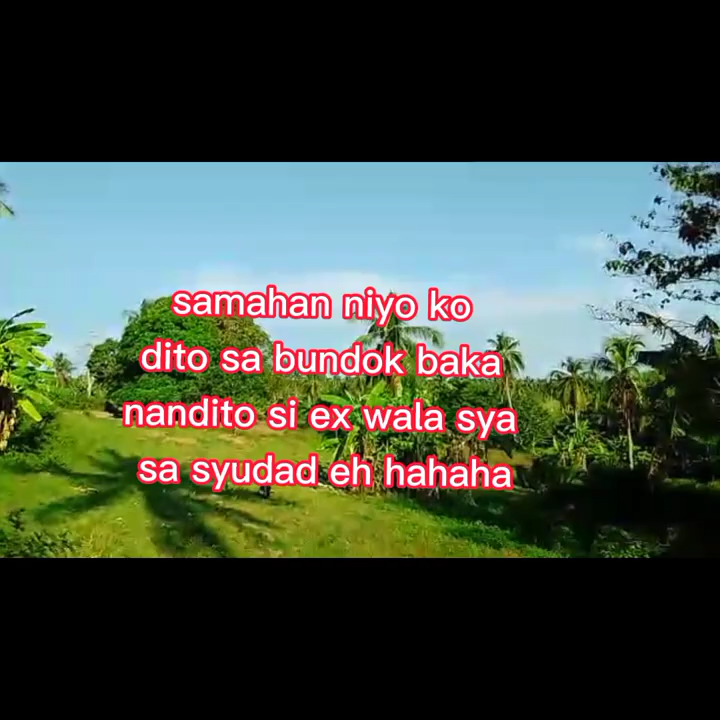 samahan niyo ko
dito sa bundok baka
nandito si ex wala sya
sa syudad eh hahaha